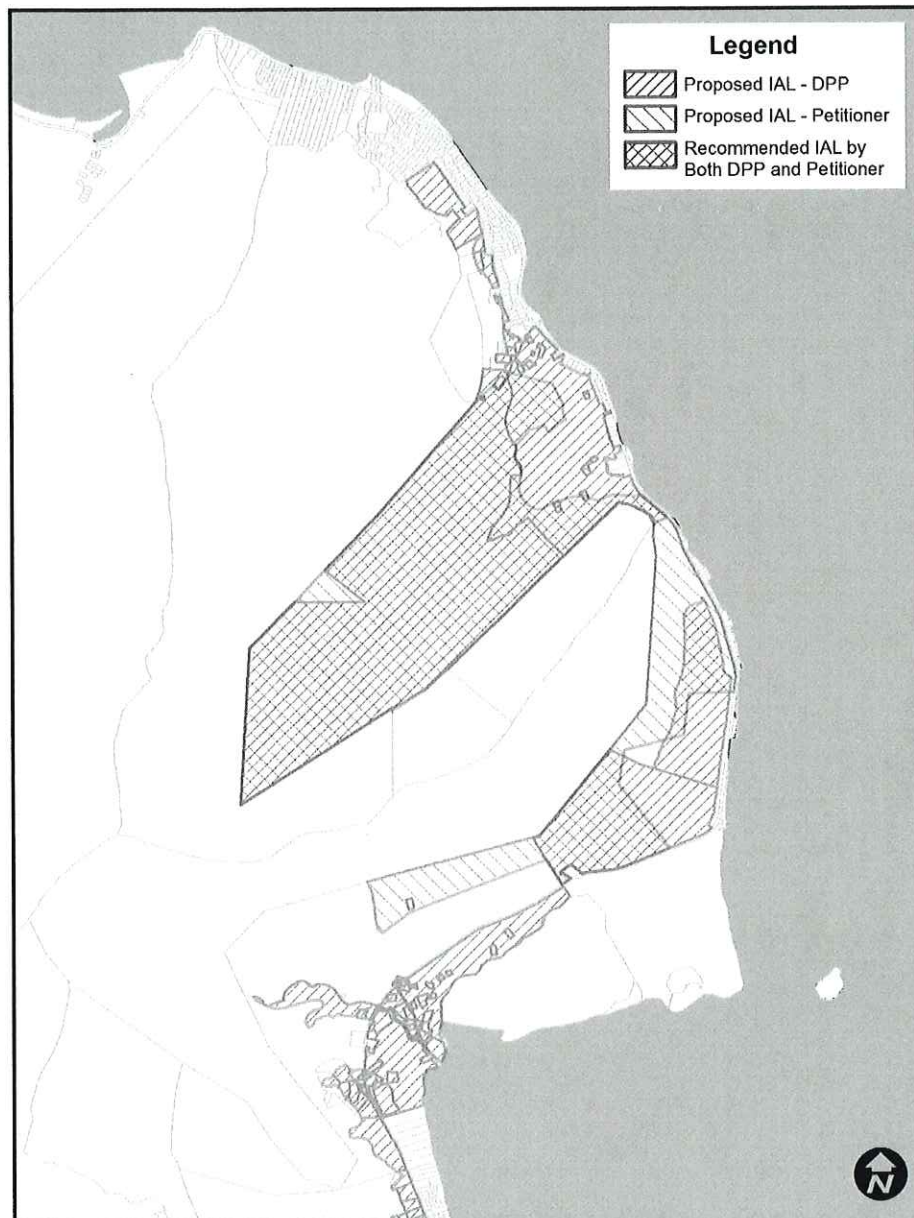 Legend
Proposed IAL - DPP
Proposed IAL - Petitioner
Recommended IAL by
Both DPP and Petitioner
N